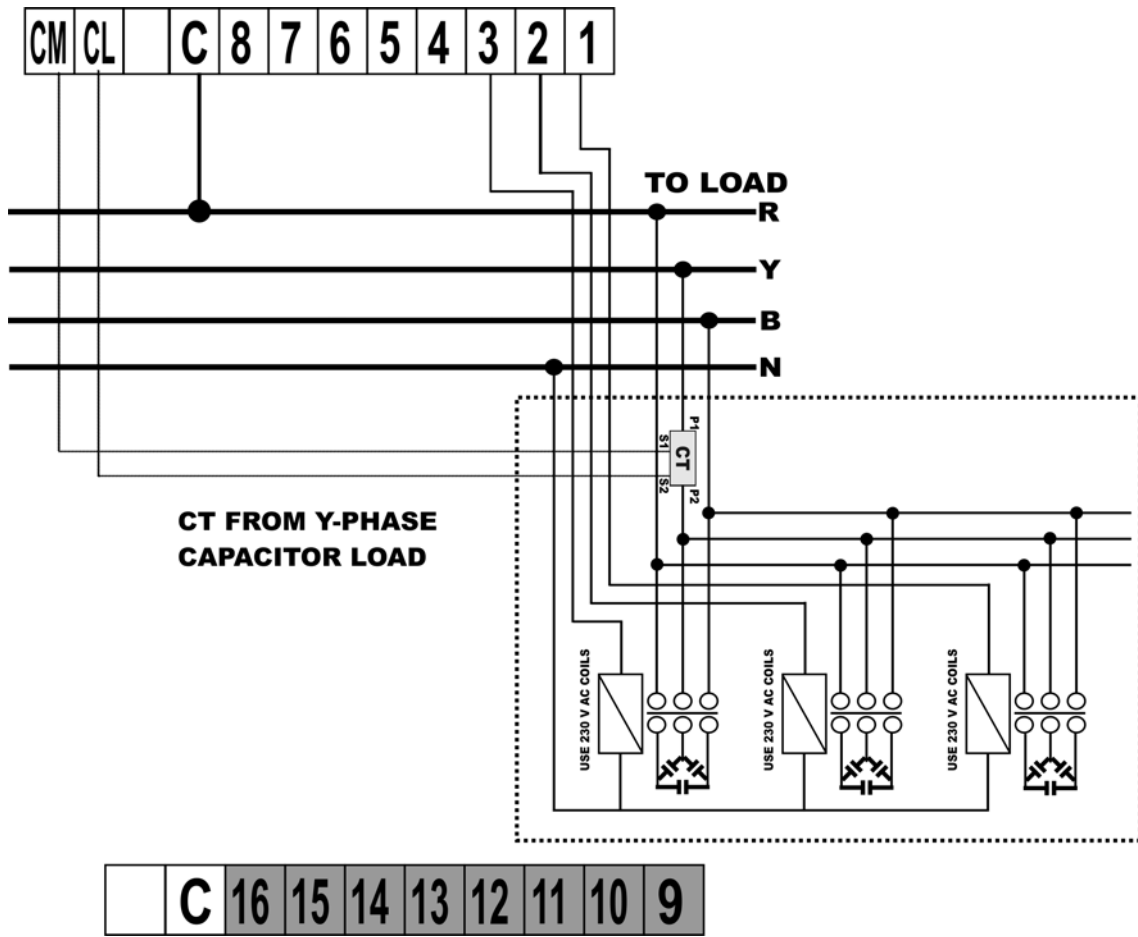 CM CL C 8 7 6 5 4 3 2 1
TO LOAD
R
Y
B
N
P1
S1
CT
S2
P2
CT FROM Y-PHASE
CAPACITOR LOAD
USE 230 V AC COILS
USE 230 V AC COILS
USE 230 V AC COILS
C 16 15 14 13 12 11 10 9